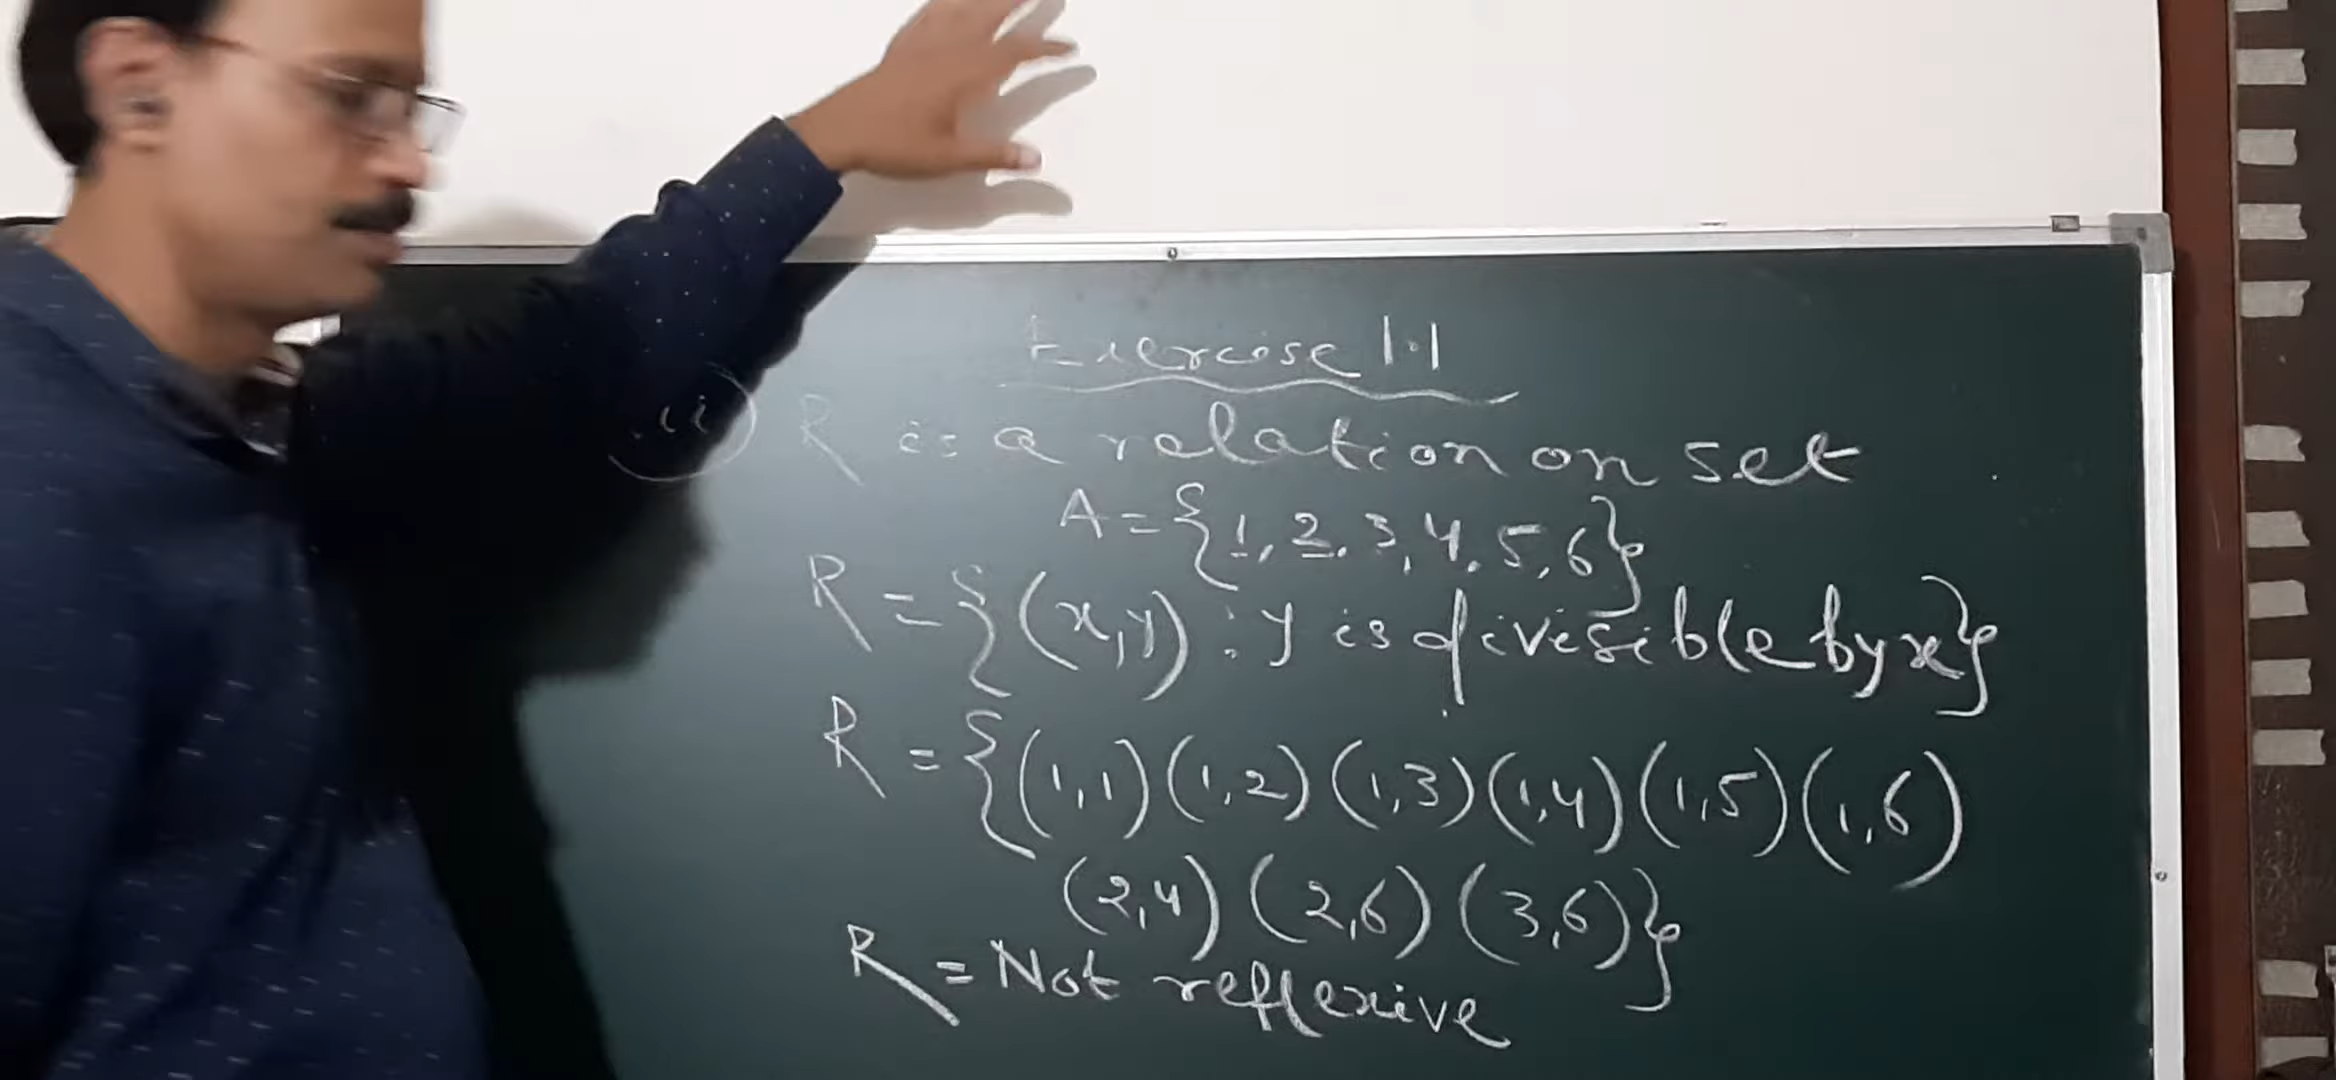 Exercise 1.1
ii) R is a relation on set
A = {1, 2, 3, 4, 5, 6}
R = {(x,y) : y is divisible by x}
R = {(1,1) (1,2) (1,3) (1,4) (1,5) (1,6)
(2,4) (2,6) (3,6)}
R = Not reflexive